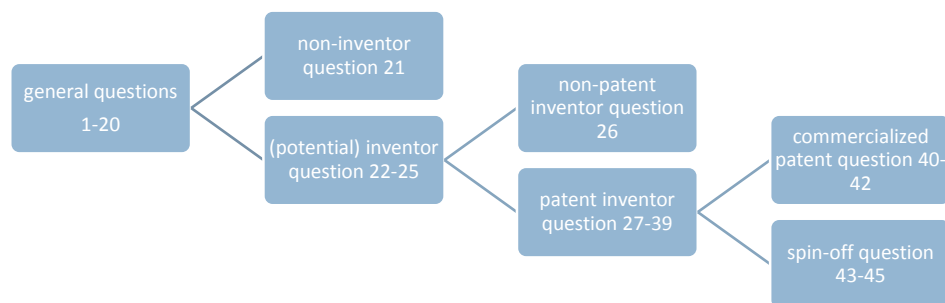 general questions
1-20
non-inventor
question 21
(potential) inventor
question 22-25
non-patent
inventor question
26
patent inventor
question 27-39
commercialized
patent question 40-
42
spin-off question
43-45